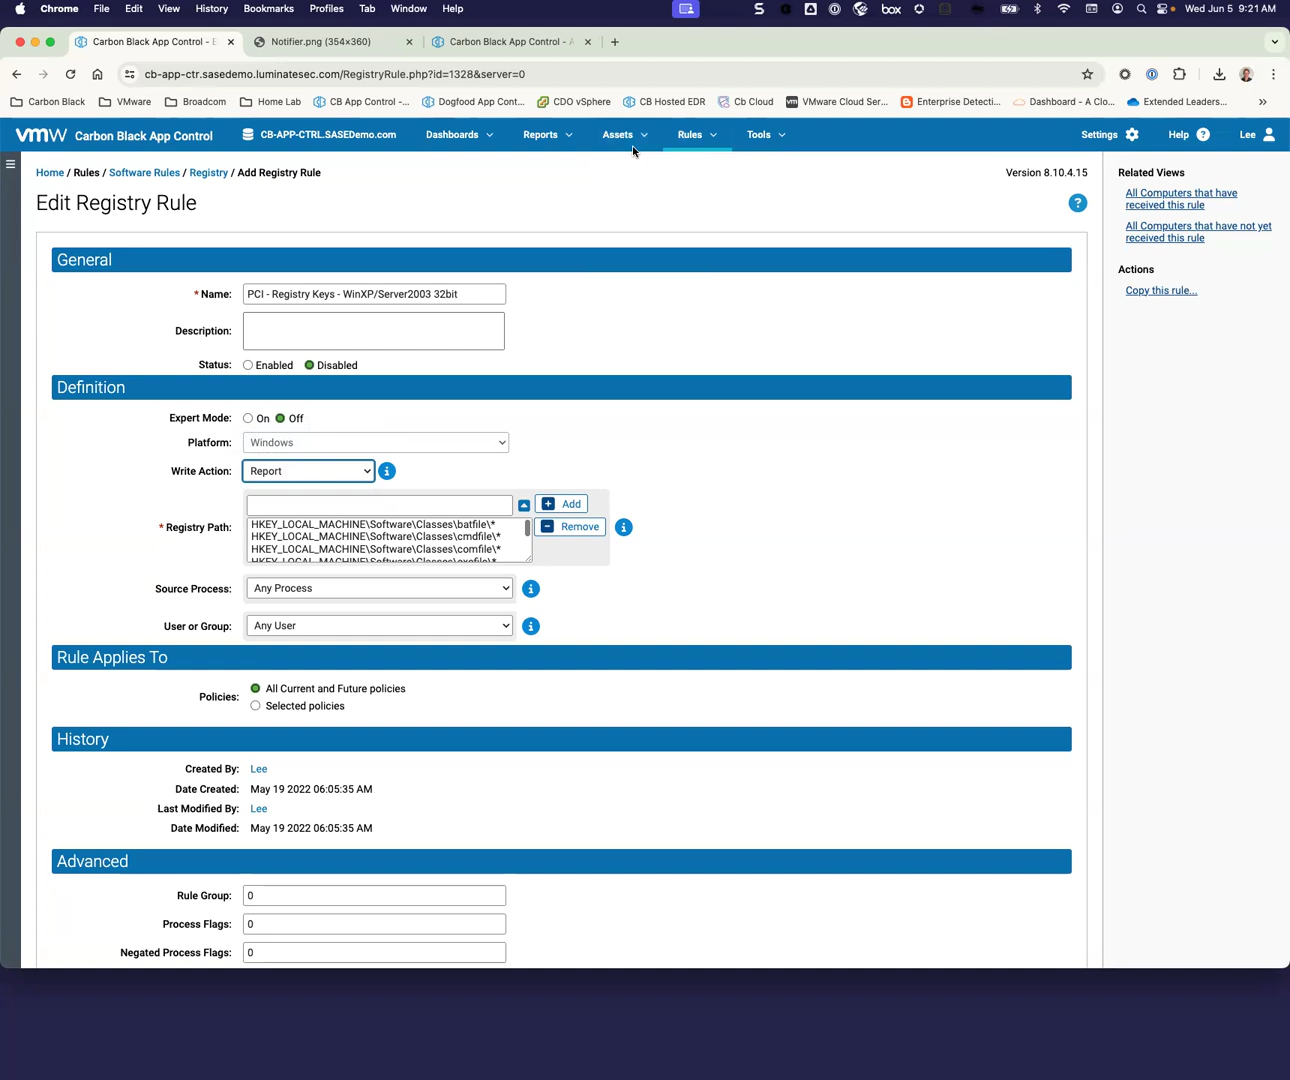 Chrome File Edit View History Bookmarks Profiles Tab Window Help box Wed Jun 5 9:21 AM
Carbon Black App Control - E Notifier.png (354×360) Carbon Black App Control - A
cb-app-ctr.sasedemo.luminatesec.com/RegistryRule.php?id=1328&server=0
Carbon Black VMware Broadcom Home Lab CB App Control -... Dogfood App Cont... CDO vSphere CB Hosted EDR Cb Cloud VMware Cloud Ser... Enterprise Detecti... Dashboard - A Clo... Extended Leaders...
vmw Carbon Black App Control CB-APP-CTRL.SASEDemo.com Dashboards Reports Assets Rules Tools Settings Help Lee
Home / Rules / Software Rules / Registry / Add Registry Rule Version 8.10.4.15
Edit Registry Rule
Related Views
All Computers that have
received this rule
All Computers that have not yet
received this rule
Actions
Copy this rule...
General
* Name: PCI - Registry Keys - WinXP/Server2003 32bit
Description:
Status: Enabled Disabled
Definition
Expert Mode: On Off
Platform: Windows
Write Action: Report
Add
* Registry Path: HKEY_LOCAL_MACHINE\Software\Classes\batfile\*
HKEY_LOCAL_MACHINE\Software\Classes\cmdfile\*
HKEY_LOCAL_MACHINE\Software\Classes\comfile\*
HKEY_LOCAL_MACHINE\Software\Classes\exefile\*
Remove
Source Process: Any Process
User or Group: Any User
Rule Applies To
Policies: All Current and Future policies
Selected policies
History
Created By: Lee
Date Created: May 19 2022 06:05:35 AM
Last Modified By: Lee
Date Modified: May 19 2022 06:05:35 AM
Advanced
Rule Group: 0
Process Flags: 0
Negated Process Flags: 0